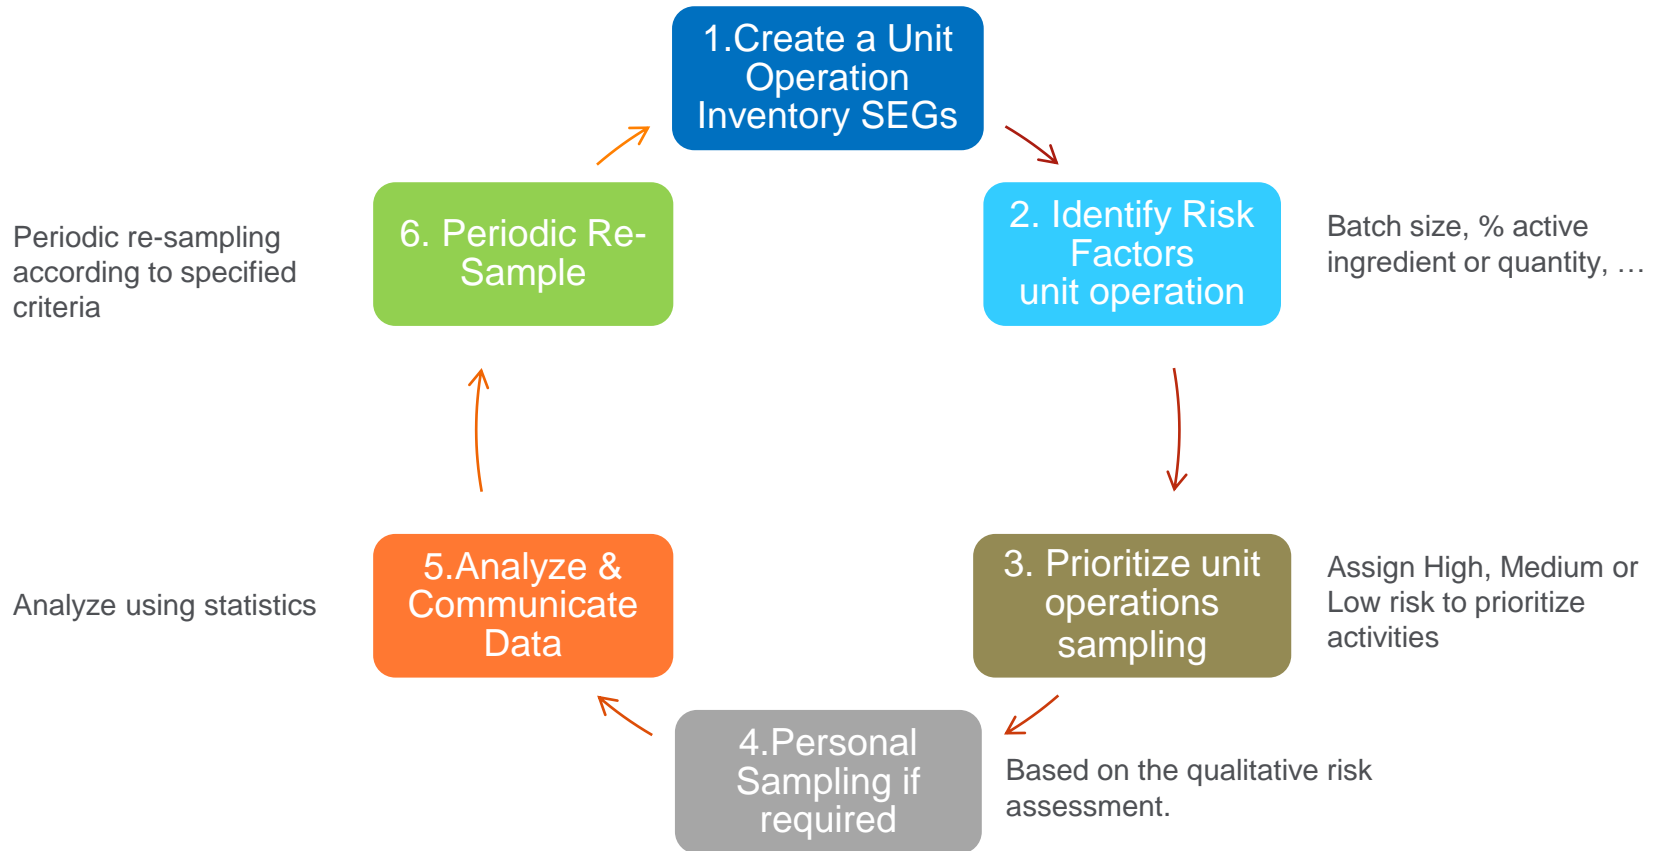 1.Create a Unit
Operation
Inventory SEGs
2. Identify Risk
Factors
unit operation
Batch size, % active
ingredient or quantity, …
3. Prioritize unit
operations
sampling
Assign High, Medium or
Low risk to prioritize
activities
4.Personal
Sampling if
required
Based on the qualitative risk
assessment.
5.Analyze &
Communicate
Data
Analyze using statistics
6. Periodic Re-
Sample
Periodic re-sampling
according to specified
criteria